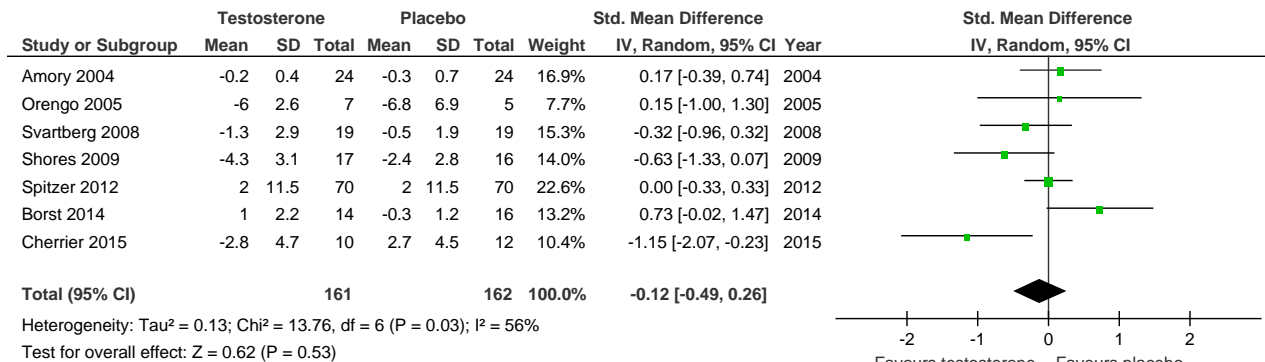 Testosterone Placebo Std. Mean Difference Std. Mean Difference
Study or Subgroup Mean SD Total Mean SD Total Weight IV, Random, 95% CI Year IV, Random, 95% CI
Amory 2004 -0.2 0.4 24 -0.3 0.7 24 16.9% 0.17 [-0.39, 0.74] 2004
Orengo 2005 -6 2.6 7 -6.8 6.9 5 7.7% 0.15 [-1.00, 1.30] 2005
Svartberg 2008 -1.3 2.9 19 -0.5 1.9 19 15.3% -0.32 [-0.96, 0.32] 2008
Shores 2009 -4.3 3.1 17 -2.4 2.8 16 14.0% -0.63 [-1.33, 0.07] 2009
Spitzer 2012 2 11.5 70 2 11.5 70 22.6% 0.00 [-0.33, 0.33] 2012
Borst 2014 1 2.2 14 -0.3 1.2 16 13.2% 0.73 [-0.02, 1.47] 2014
Cherrier 2015 -2.8 4.7 10 2.7 4.5 12 10.4% -1.15 [-2.07, -0.23] 2015
Total (95% CI) 161 162 100.0% -0.12 [-0.49, 0.26]
Heterogeneity: Tau² = 0.13; Chi² = 13.76, df = 6 (P = 0.03); I² = 56%
-2 -1 0 1 2
Test for overall effect: Z = 0.62 (P = 0.53)
Favours testosterone Favours placebo